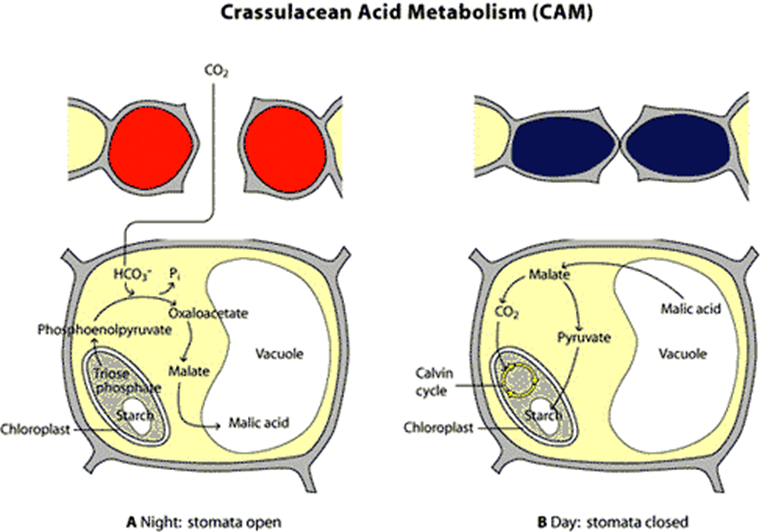 Crassulacean Acid Metabolism (CAM)
CO₂
HCO₃⁻ Pᵢ
Oxaloacetate
Phosphoenolpyruvate
Triose
phosphate
Malate
Vacuole
Starch
Malic acid
Chloroplast
A Night: stomata open
Malate
CO₂
Malic acid
Pyruvate
Vacuole
Calvin
cycle
Starch
Chloroplast
B Day: stomata closed